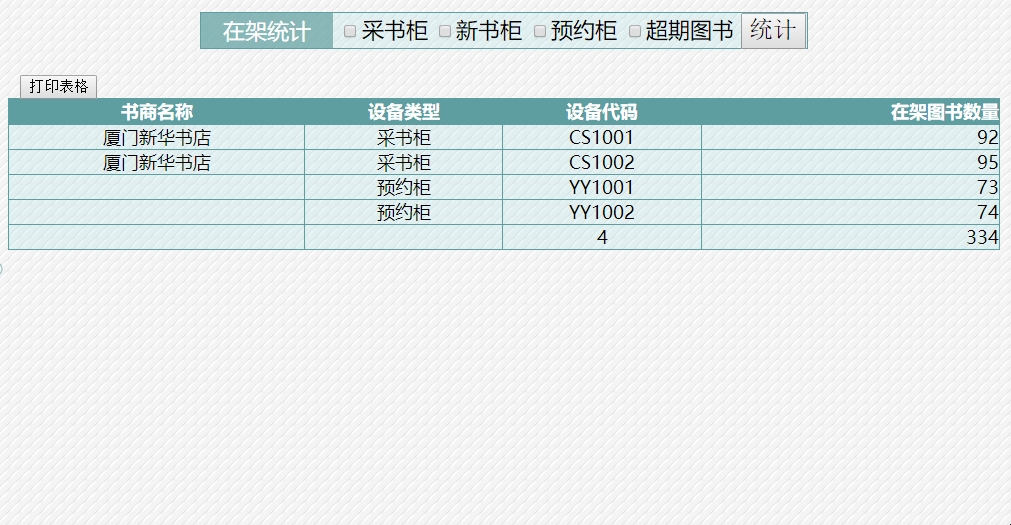 在架统计 采书柜 新书柜 预约柜 超期图书 统计
打印表格
书商名称 设备类型 设备代码 在架图书数量
厦门新华书店 采书柜 CS1001 92
厦门新华书店 采书柜 CS1002 95
预约柜 YY1001 73
预约柜 YY1002 74
4 334